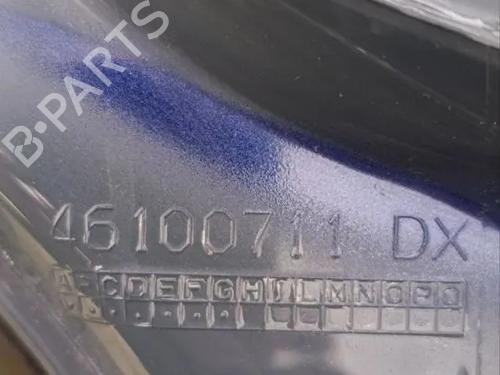 B-PARTS
46100711 DX
ABCDEFGHILMNOPQ